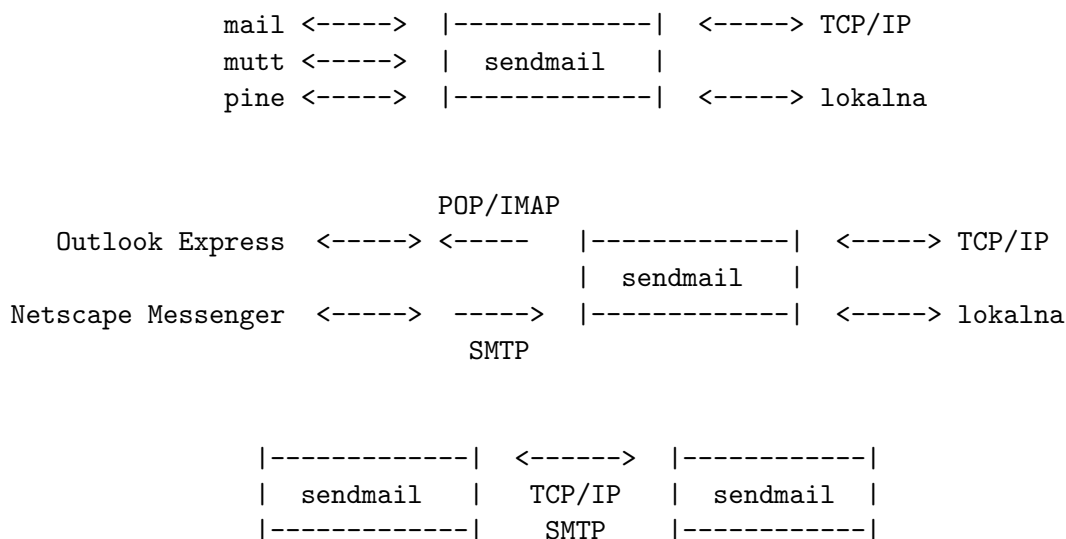 mail <-----> |-------------| <-----> TCP/IP
mutt <-----> | sendmail |
pine <-----> |-------------| <-----> lokalna
POP/IMAP
Outlook Express <-----> <----- |-------------| <-----> TCP/IP
| sendmail |
Netscape Messenger <-----> -----> |-------------| <-----> lokalna
SMTP
|-------------| <------> |------------|
| sendmail | TCP/IP | sendmail |
|-------------| SMTP |------------|